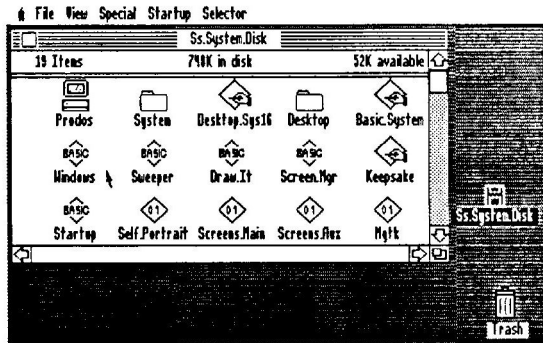 File View Special Startup Selector
Ss.System.Disk
19 Items 748K in disk 52K available
Prodos System Desktop.Sys16 Desktop Basic.System
BASIC BASIC BASIC BASIC
Windows Sweeper Draw.It Screen.Mgr Keepsake
BASIC 01 01 01 01
Startup Self.Portrait Screens.Main Screens.Aux Mgtk
Ss.System.Disk
Trash